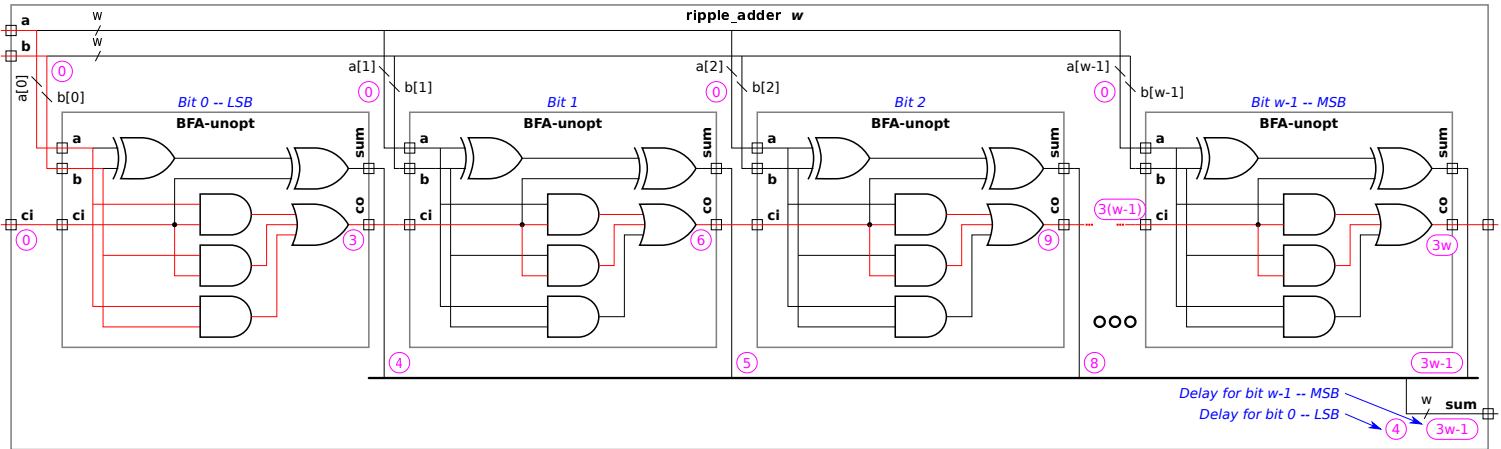 ripple_adder w
a
w
b
w
0
a[0]
b[0]
a[1]
b[1]
0
a[2]
b[2]
0
a[w-1]
b[w-1]
0
Bit 0 -- LSB
Bit 1
Bit 2
Bit w-1 -- MSB
BFA-unopt
a
b
sum
ci
ci
co
0
3
BFA-unopt
a
b
sum
ci
co
6
BFA-unopt
a
b
sum
ci
co
9
3(w-1)
BFA-unopt
a
b
sum
ci
co
3w
4
5
8
3w-1
Delay for bit w-1 -- MSB
Delay for bit 0 -- LSB
w
sum
4
3w-1